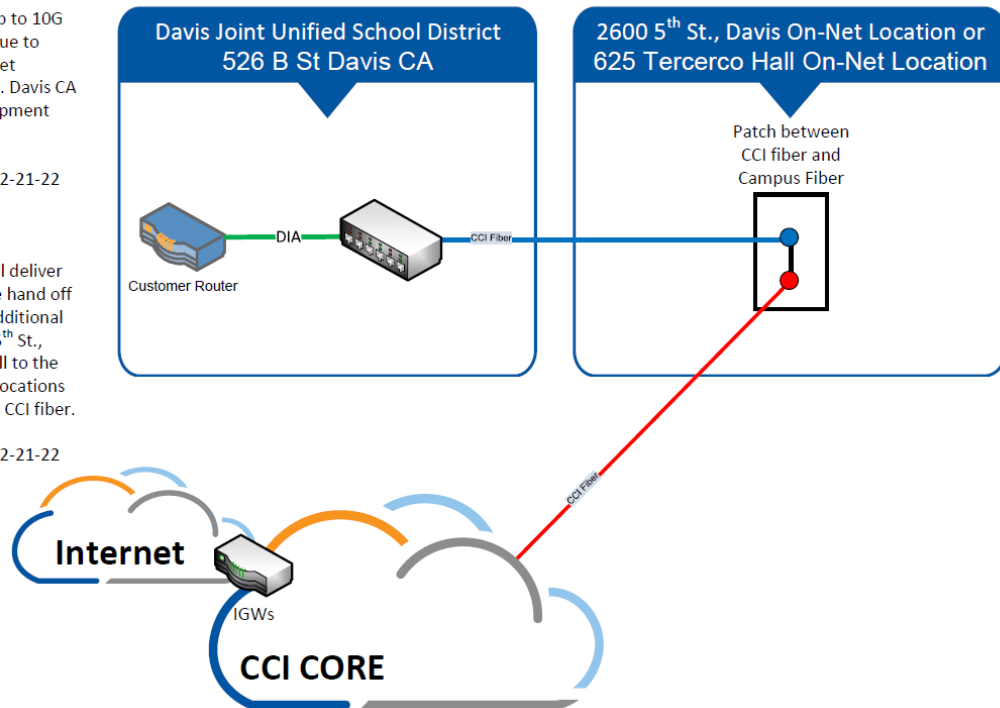 p to 10G
ue to
et
. Davis CA
pment
2-21-22
l deliver
e hand off
dditional
th St.,
ll to the
ocations
CCI fiber.
2-21-22
Davis Joint Unified School District
526 B St Davis CA
Customer Router
DIA
CCI Fiber
2600 5th St., Davis On-Net Location or
625 Tercerco Hall On-Net Location
Patch between
CCI fiber and
Campus Fiber
CCI Fiber
Internet
IGWs
CCI CORE